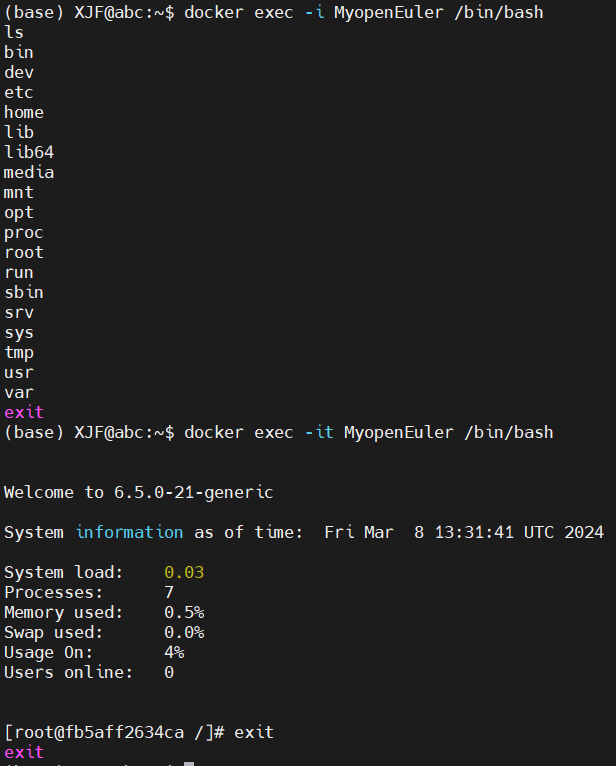 (base) XJF@abc:~$ docker exec -i MyopenEuler /bin/bash
ls
bin
dev
etc
home
lib
lib64
media
mnt
opt
proc
root
run
sbin
srv
sys
tmp
usr
var
exit
(base) XJF@abc:~$ docker exec -it MyopenEuler /bin/bash
Welcome to 6.5.0-21-generic
System information as of time:  Fri Mar  8 13:31:41 UTC 2024
System load:    0.03
Processes:      7
Memory used:    0.5%
Swap used:      0.0%
Usage On:       4%
Users online:   0
[root@fb5aff2634ca /]# exit
exit